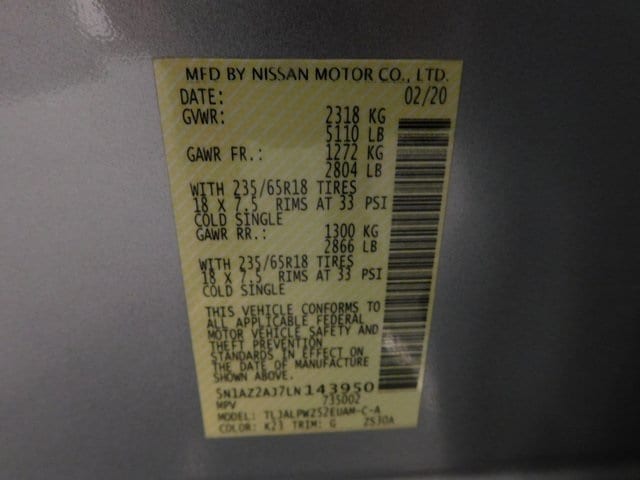 MFD BY NISSAN MOTOR CO., LTD.
DATE: 02/20
GVWR: 2318 KG
5110 LB
GAWR FR.: 1272 KG
2804 LB
WITH 235/65R18 TIRES
18 X 7.5 RIMS AT 33 PSI
COLD SINGLE
GAWR RR.: 1300 KG
2866 LB
WITH 235/65R18 TIRES
18 X 7.5 RIMS AT 33 PSI
COLD SINGLE
THIS VEHICLE CONFORMS TO
ALL APPLICABLE FEDERAL
MOTOR VEHICLE SAFETY AND
THEFT PREVENTION
STANDARDS IN EFFECT ON
THE DATE OF MANUFACTURE
SHOWN ABOVE.
5N1AZ2AJ7LN143950
MPV 735002
MODEL: TLJALPWZ52EUAM-C-A
COLOR: K23 TRIM: G ZSJOA